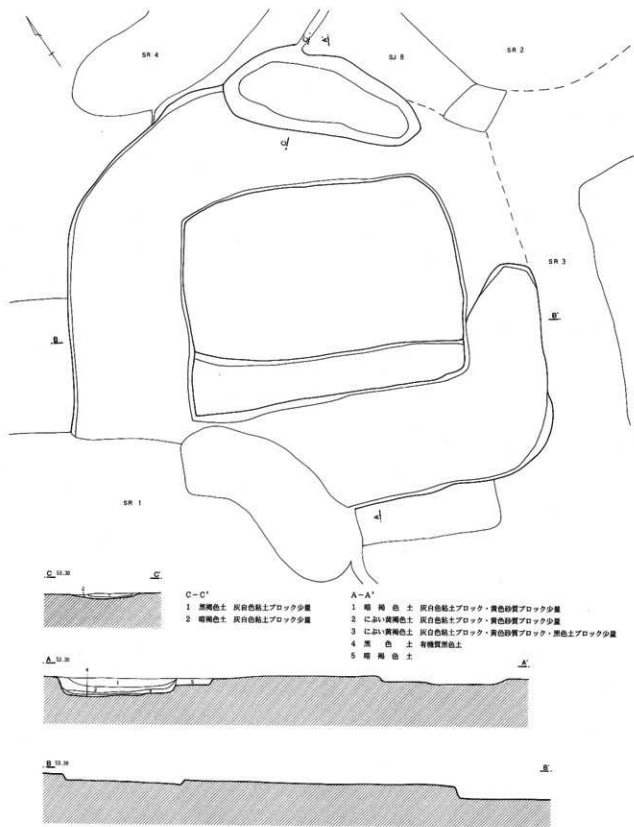 SR 4
C'
A'
SJ 8
SR 2
C
SR 3
B
B'
SR 1
A
C 53.30 C'
2
C-C'
1 黒褐色土 灰白色粘土ブロック少量
2 暗褐色土 灰白色粘土ブロック少量
A-A'
1 暗褐色土 灰白色粘土ブロック・黄色砂質ブロック少量
2 にぶい黄褐色土 灰白色粘土ブロック・黄色砂質ブロック少量
3 にぶい黄褐色土 灰白色粘土ブロック・黄色砂質ブロック・黒色土ブロック少量
4 黒色土 有機質黒色土
5 暗褐色土
A 53.30 A'
4
1
5
B 53.30 B'